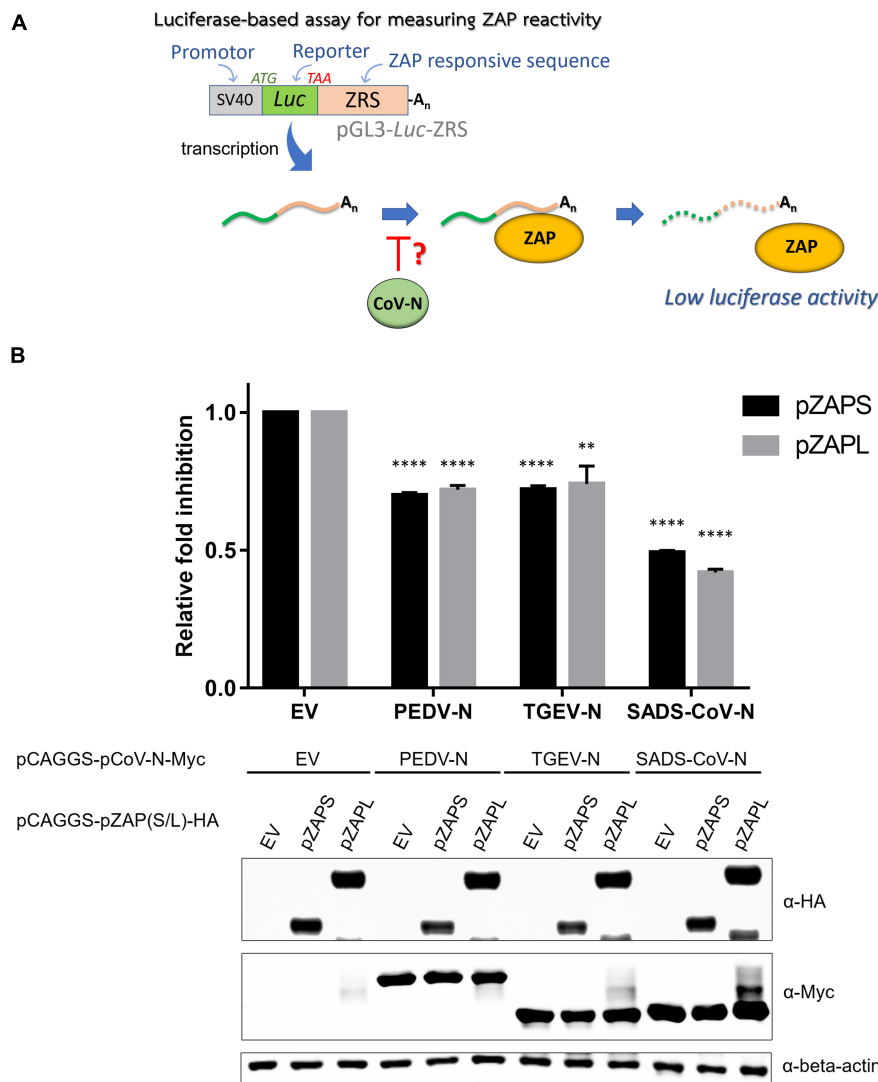 A
Luciferase-based assay for measuring ZAP reactivity
Promotor
Reporter
ZAP responsive sequence
ATG
TAA
SV40
Luc
ZRS
-An
pGL3-Luc-ZRS
transcription
An
An
An
ZAP
ZAP
?
CoV-N
Low luciferase activity
B
Relative fold inhibition
1.0
0.5
0.0
pZAPS
pZAPL
**** ****
**** **
**** ****
EV PEDV-N TGEV-N SADS-CoV-N
pCAGGS-pCoV-N-Myc EV PEDV-N TGEV-N SADS-CoV-N
pCAGGS-pZAP(S/L)-HA EV pZAPS pZAPL EV pZAPS pZAPL EV pZAPS pZAPL EV pZAPS pZAPL
α-HA
α-Myc
α-beta-actin